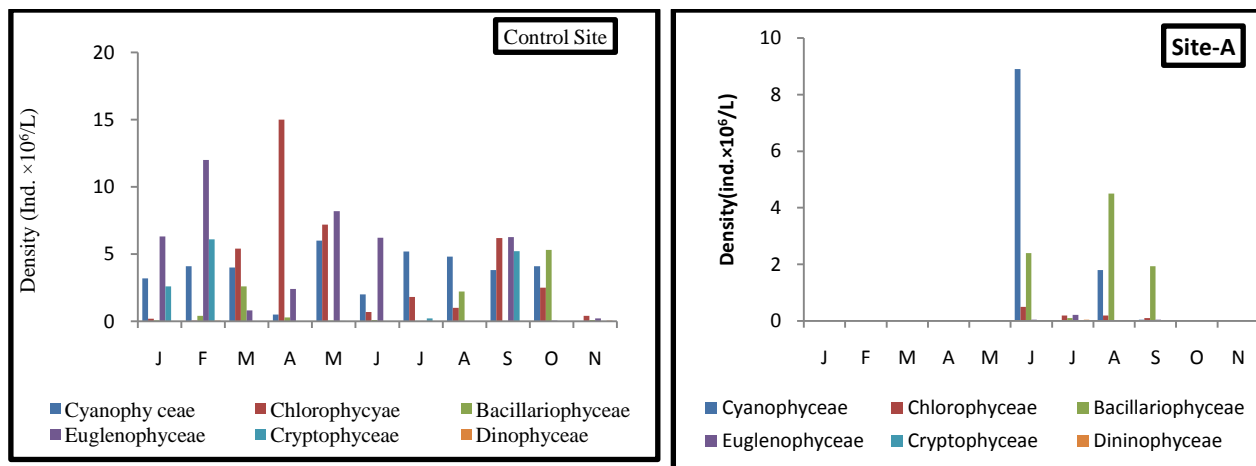 Control Site
20
15
10
5
0
Density (Ind. ×10⁶/L)
J F M A M J J A S O N
Cyanophy ceae Chlorophycyae Bacillariophyceae
Euglenophyceae Cryptophyceae Dinophyceae
Site-A
10
8
6
4
2
0
Density(ind.×10⁶/L)
J F M A M J J A S O N
Cyanophyceae Chlorophyceae Bacillariophyceae
Euglenophyceae Cryptophyceae Dininophyceae